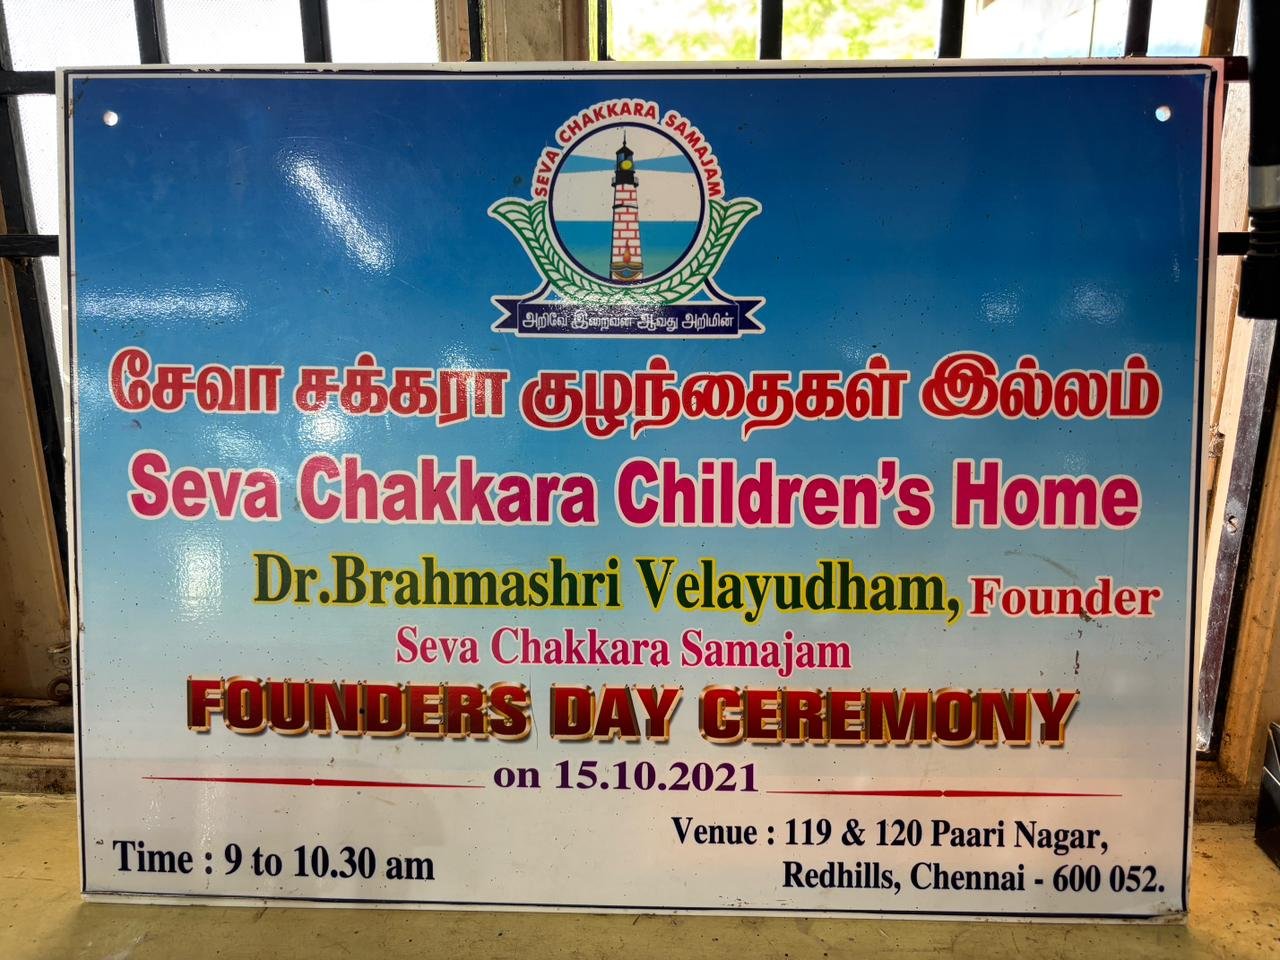 SEVA CHAKKARA SAMAJAM
அறிவே இறைவன் ஆவது அறிமின்
சேவா சக்கரா குழந்தைகள் இல்லம்
Seva Chakkara Children's Home
Dr.Brahmashri Velayudham, Founder
Seva Chakkara Samajam
FOUNDERS DAY CEREMONY
on 15.10.2021
Time : 9 to 10.30 am
Venue : 119 & 120 Paari Nagar,
Redhills, Chennai - 600 052.